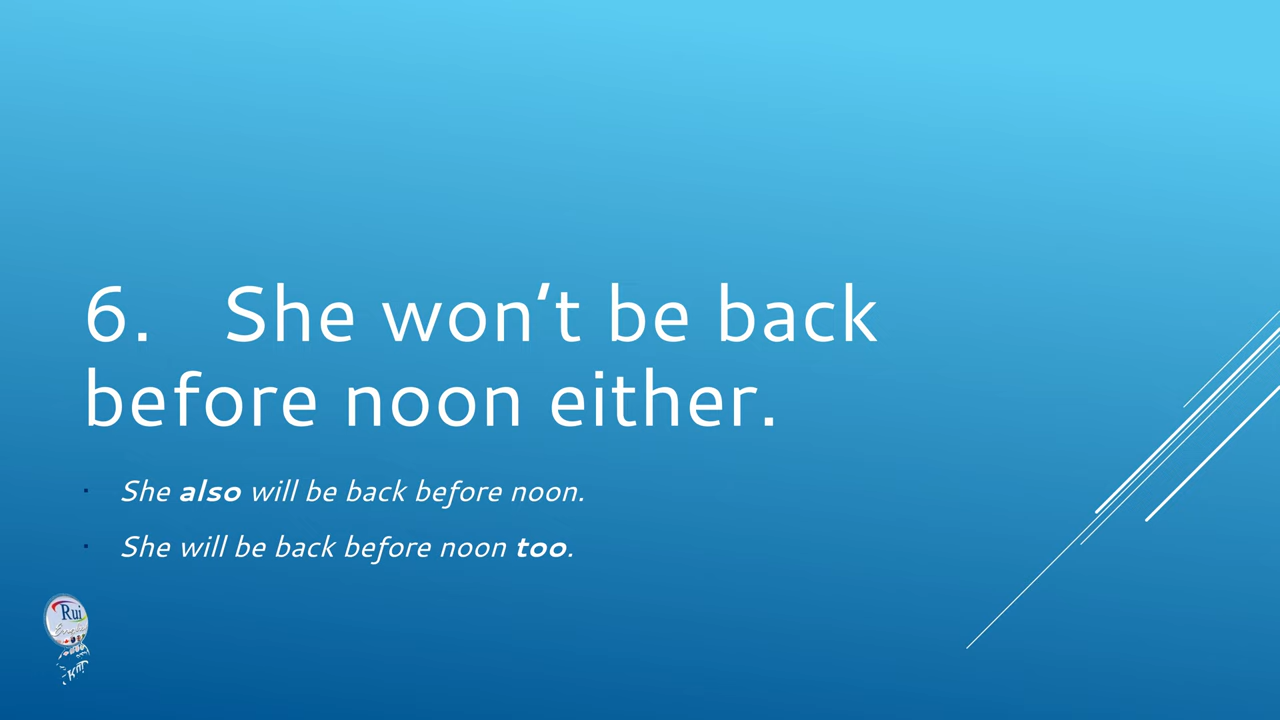 6. She won't be back
before noon either.
She also will be back before noon.
She will be back before noon too.
Rui